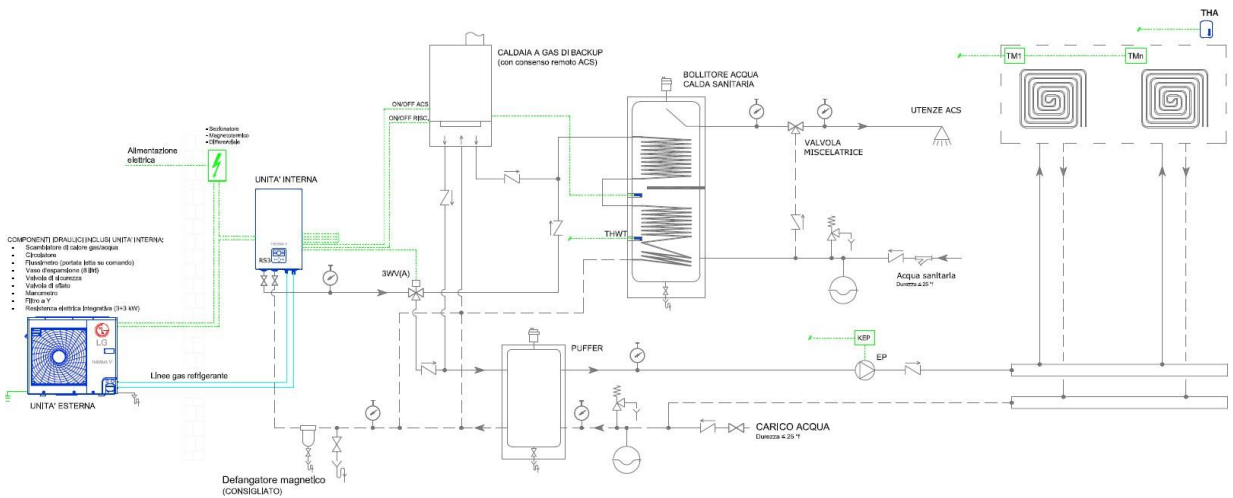 THA
TM1
TMn
CALDAIA A GAS DI BACKUP
(con consenso remoto ACS)
BOLLITORE ACQUA
CALDA SANITARIA
ON/OFF ACS
ON/OFF RISC.
UTENZE ACS
VALVOLA
MISCELATRICE
• Sezionatore
• Magnetotermico
• Differenziale
Alimentazione
elettrica
UNITA' INTERNA
THERMA V
RS3
COMPONENTI IDRAULICI INCLUSI UNITA' INTERNA:
• Scambiatore di calore gas/acqua
• Circolatore
• Flussimetro (portata letta su comando)
• Vaso d'espansione (8 litri)
• Valvola di sicurezza
• Valvola di sfiato
• Manometro
• Filtro a Y
• Resistenza elettrica integrativa (3+3 kW)
THWT
3WV(A)
Acqua sanitaria
Durezza ≤ 25 °f
LG
THERMA V
Linee gas refrigerante
UNITA' ESTERNA
PUFFER
KEP
EP
CARICO ACQUA
Durezza ≤ 25 °f
Defangatore magnetico
(CONSIGLIATO)